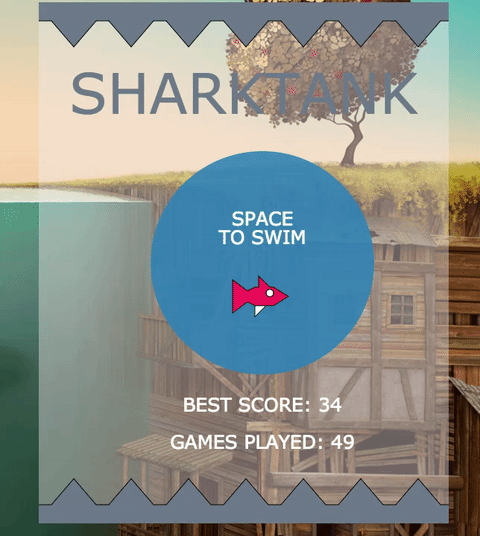 SHARKTANK
SPACE
TO SWIM
BEST SCORE: 34
GAMES PLAYED: 49